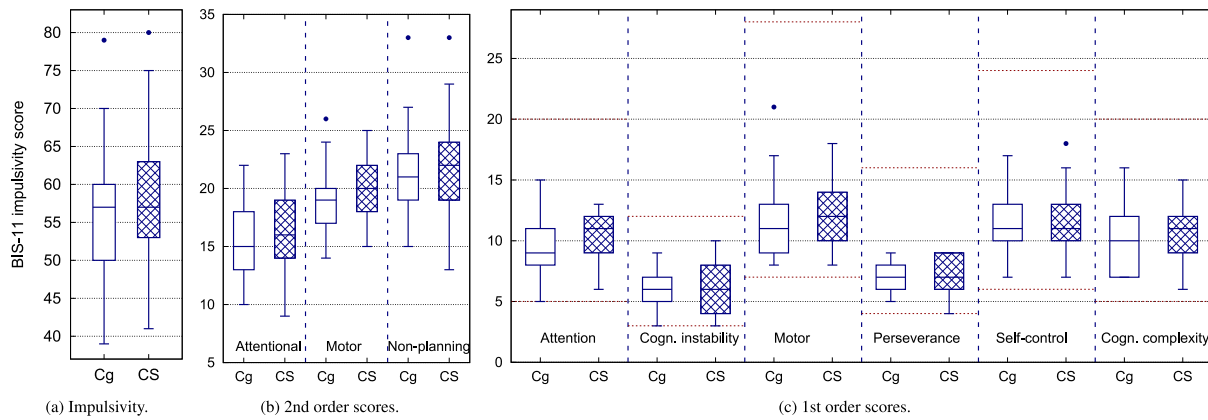 BIS-11 impulsivity score
80
75
70
65
60
55
50
45
40
Cg CS
(a) Impulsivity.
35
30
25
20
15
10
5
Attentional Motor Non-planning
Cg CS Cg CS Cg CS
(b) 2nd order scores.
25
20
15
10
5
0
Attention Cogn. instability Motor Perseverance Self-control Cogn. complexity
Cg CS Cg CS Cg CS Cg CS Cg CS Cg CS
(c) 1st order scores.